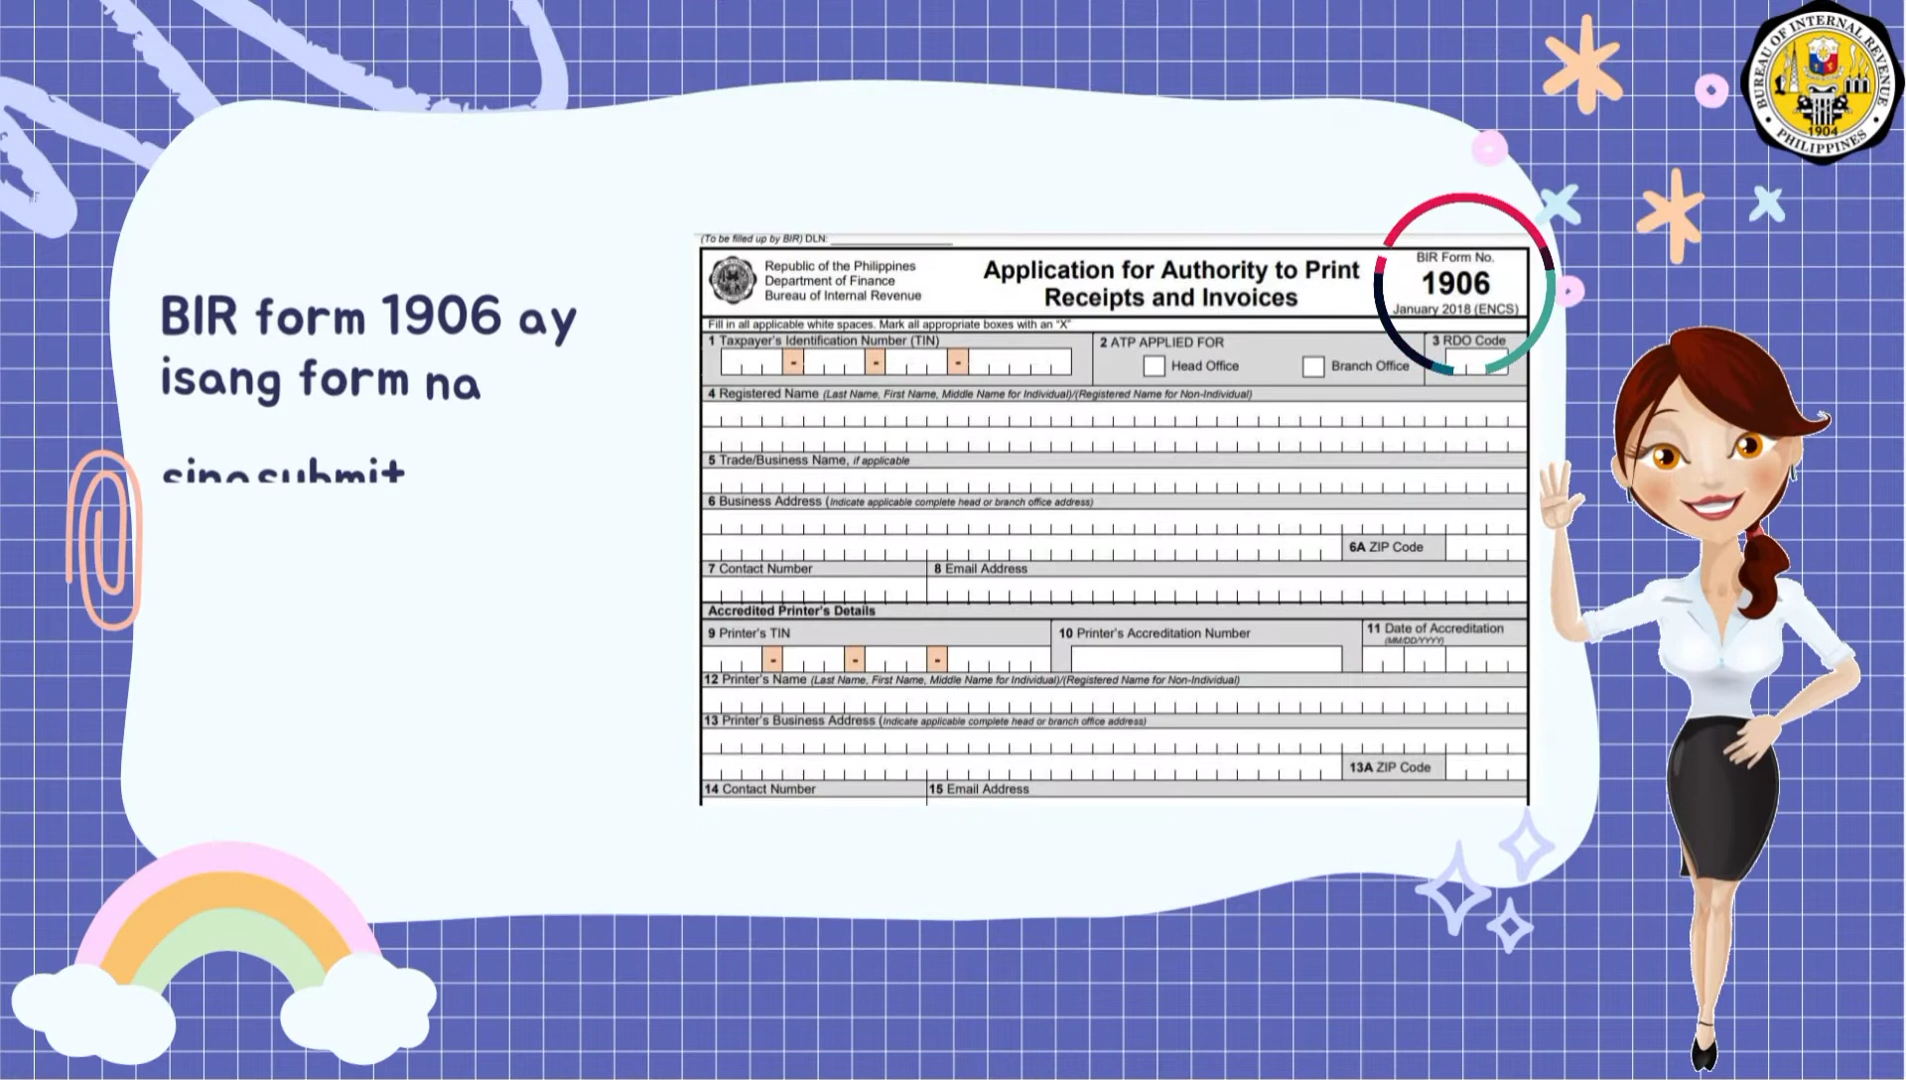 BUREAU OF INTERNAL REVENUE
1904
PHILIPPINES
BIR form 1906 ay
isang form na
(To be filled up by BIR) DLN:
Republic of the Philippines
Department of Finance
Bureau of Internal Revenue
Application for Authority to Print
Receipts and Invoices
BIR Form No.
1906
January 2018 (ENCS)
Fill in all applicable white spaces. Mark all appropriate boxes with an "X"
1 Taxpayer's Identification Number (TIN)
2 ATP APPLIED FOR
Head Office
Branch Office
3 RDO Code
4 Registered Name (Last Name, First Name, Middle Name for Individual)/(Registered Name for Non-Individual)
5 Trade/Business Name, if applicable
6 Business Address (Indicate applicable complete head or branch office address)
6A ZIP Code
7 Contact Number
8 Email Address
Accredited Printer's Details
9 Printer's TIN
10 Printer's Accreditation Number
11 Date of Accreditation
(MM/DD/YYYY)
12 Printer's Name (Last Name, First Name, Middle Name for Individual)/(Registered Name for Non-Individual)
13 Printer's Business Address (Indicate applicable complete head or branch office address)
13A ZIP Code
14 Contact Number
15 Email Address